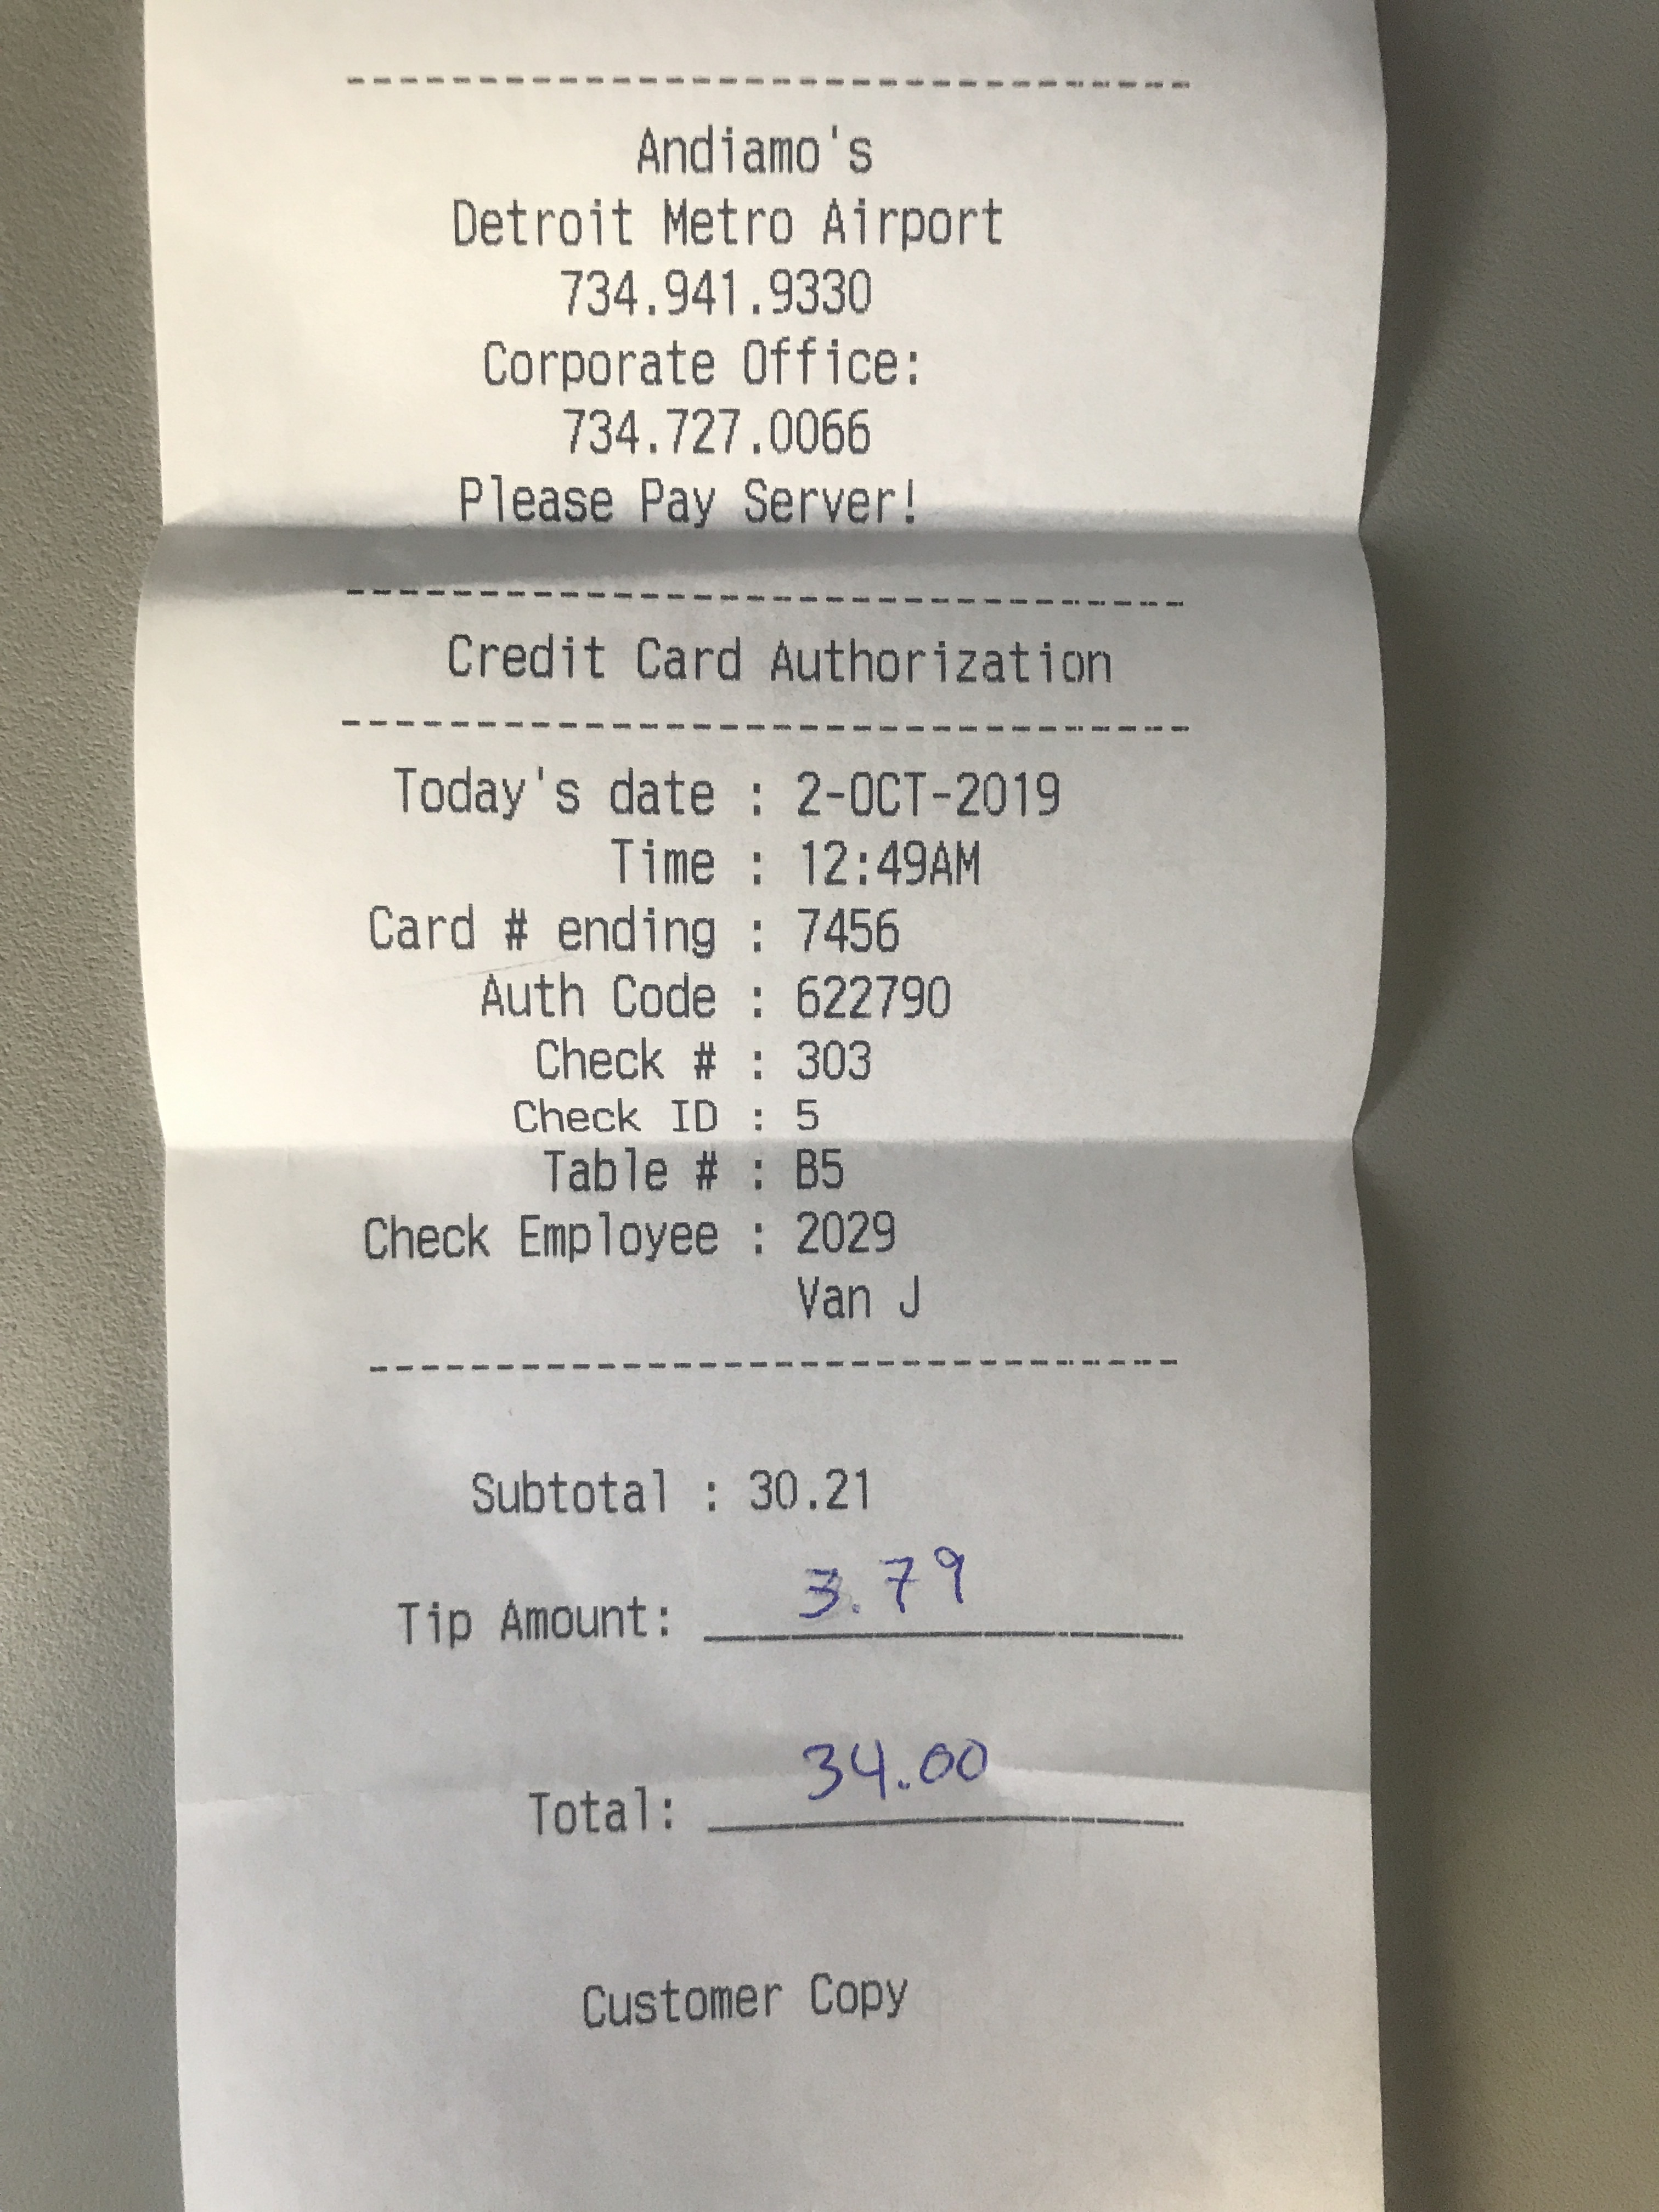 Andiamo's
Detroit Metro Airport
734.941.9330
Corporate Office:
734.727.0066
Please Pay Server!
Credit Card Authorization
Today's date : 2-OCT-2019
Time : 12:49AM
Card # ending : 7456
Auth Code : 622790
Check # : 303
Check ID : 5
Table # : B5
Check Employee : 2029
Van J
Subtotal : 30.21
Tip Amount: 3.79
Total: 34.00
Customer Copy